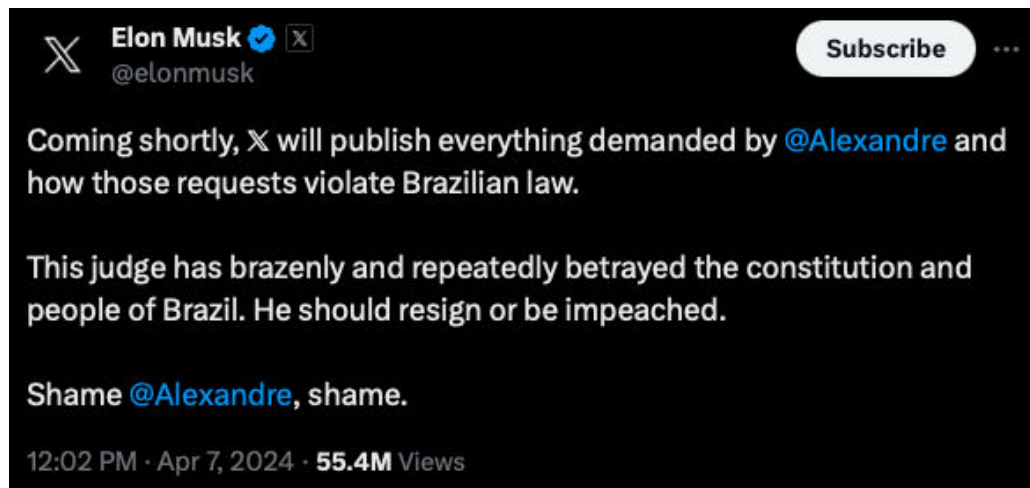 Elon Musk
@elonmusk
Subscribe
Coming shortly, 𝕏 will publish everything demanded by @Alexandre and
how those requests violate Brazilian law.
This judge has brazenly and repeatedly betrayed the constitution and
people of Brazil. He should resign or be impeached.
Shame @Alexandre, shame.
12:02 PM · Apr 7, 2024 · 55.4M Views